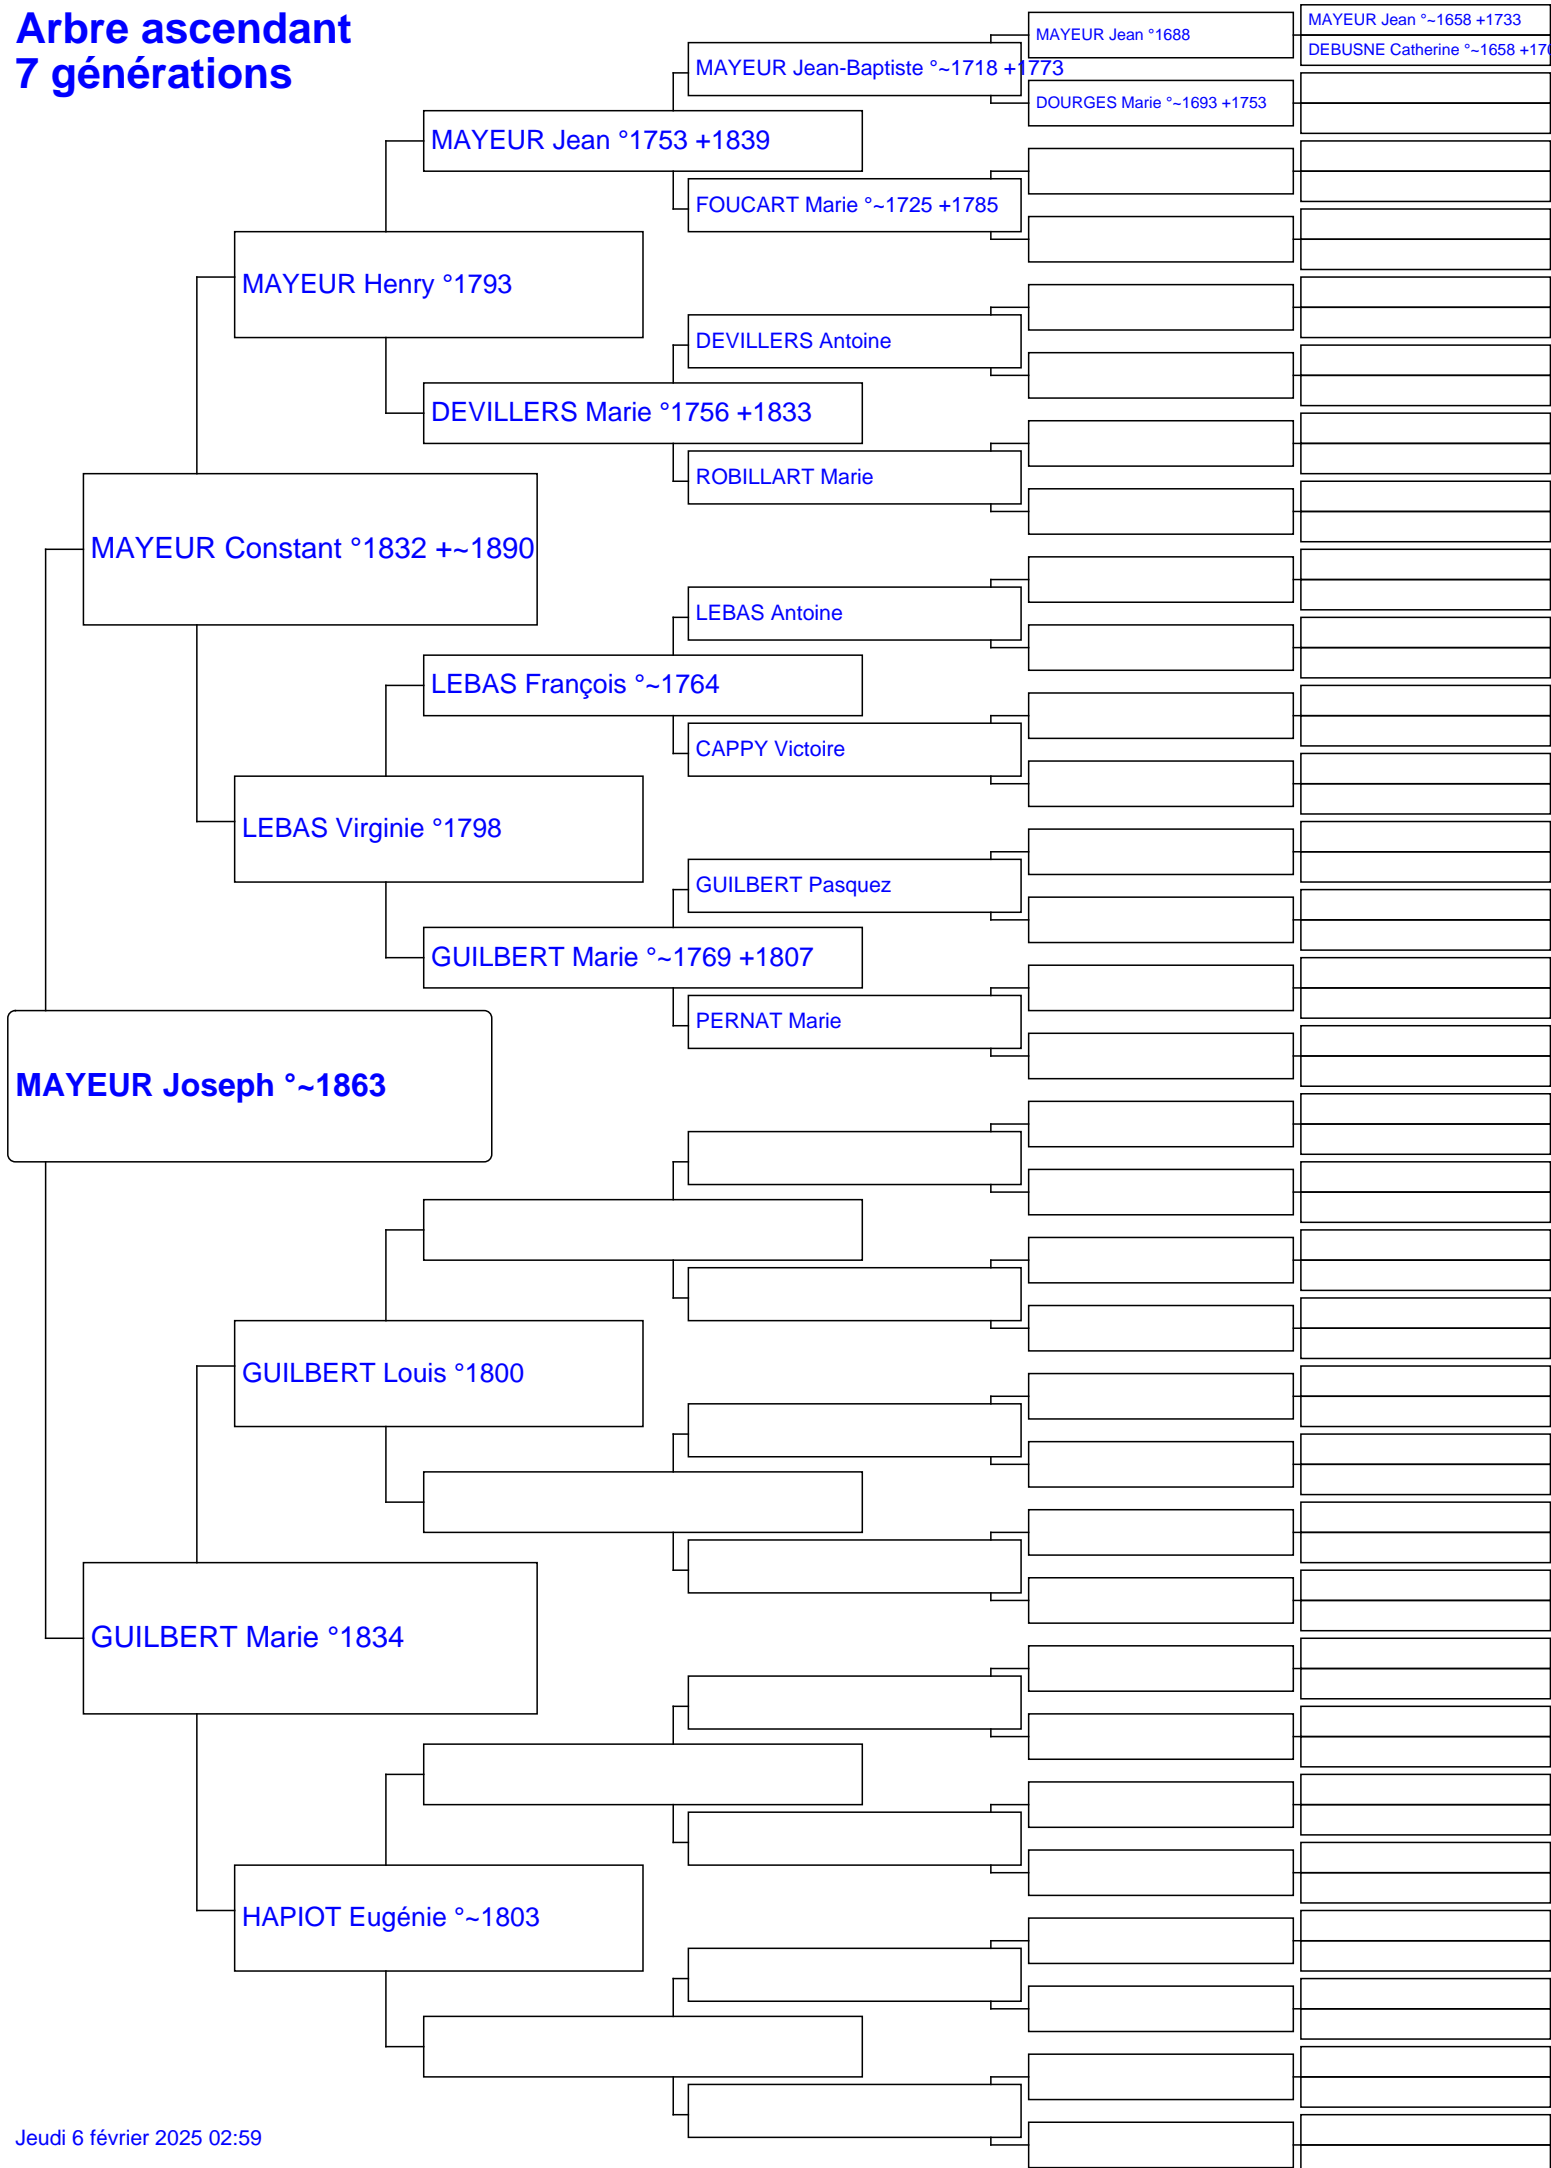 Arbre ascendant
7 générations
MAYEUR Jean °~1658 +1733
MAYEUR Jean °1688
DEBUSNE Catherine °~1658
MAYEUR Jean-Baptiste °~1718 +1773
DOURGES Marie °~1693 +1753
MAYEUR Jean °1753 +1839
FOUCART Marie °~1725 +1785
MAYEUR Henry °1793
DEVILLERS Antoine
DEVILLERS Marie °1756 +1833
ROBILLART Marie
MAYEUR Constant °1832 +~1890
LEBAS Antoine
LEBAS François °~1764
CAPPY Victoire
LEBAS Virginie °1798
GUILBERT Pasquez
GUILBERT Marie °~1769 +1807
PERNAT Marie
MAYEUR Joseph °~1863
GUILBERT Louis °1800
GUILBERT Marie °1834
HAPIOT Eugénie °~1803
Jeudi 6 février 2025 02:59